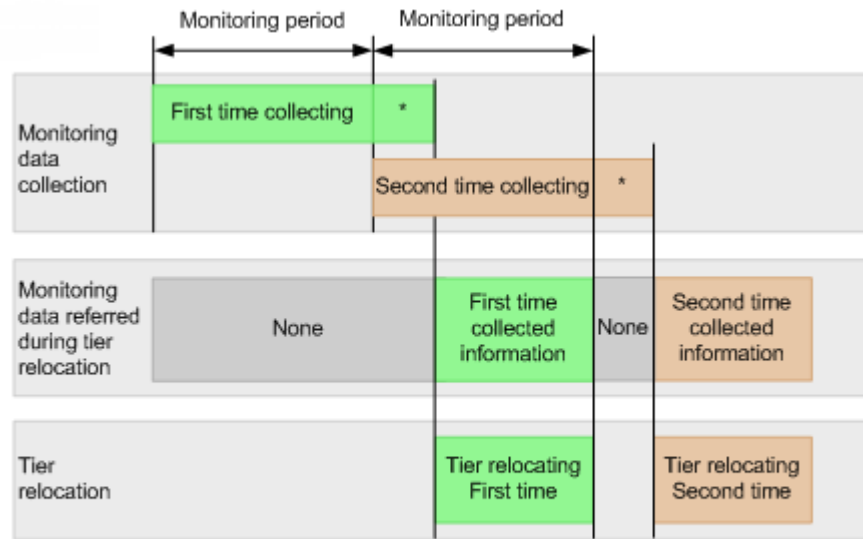 Monitoring period
Monitoring period
First time collecting
*
Monitoring
data
collection
Second time collecting
*
Monitoring
data referred
during tier
relocation
None
First time
collected
information
None
Second time
collected
information
Tier
relocation
Tier relocating
First time
Tier relocating
Second time